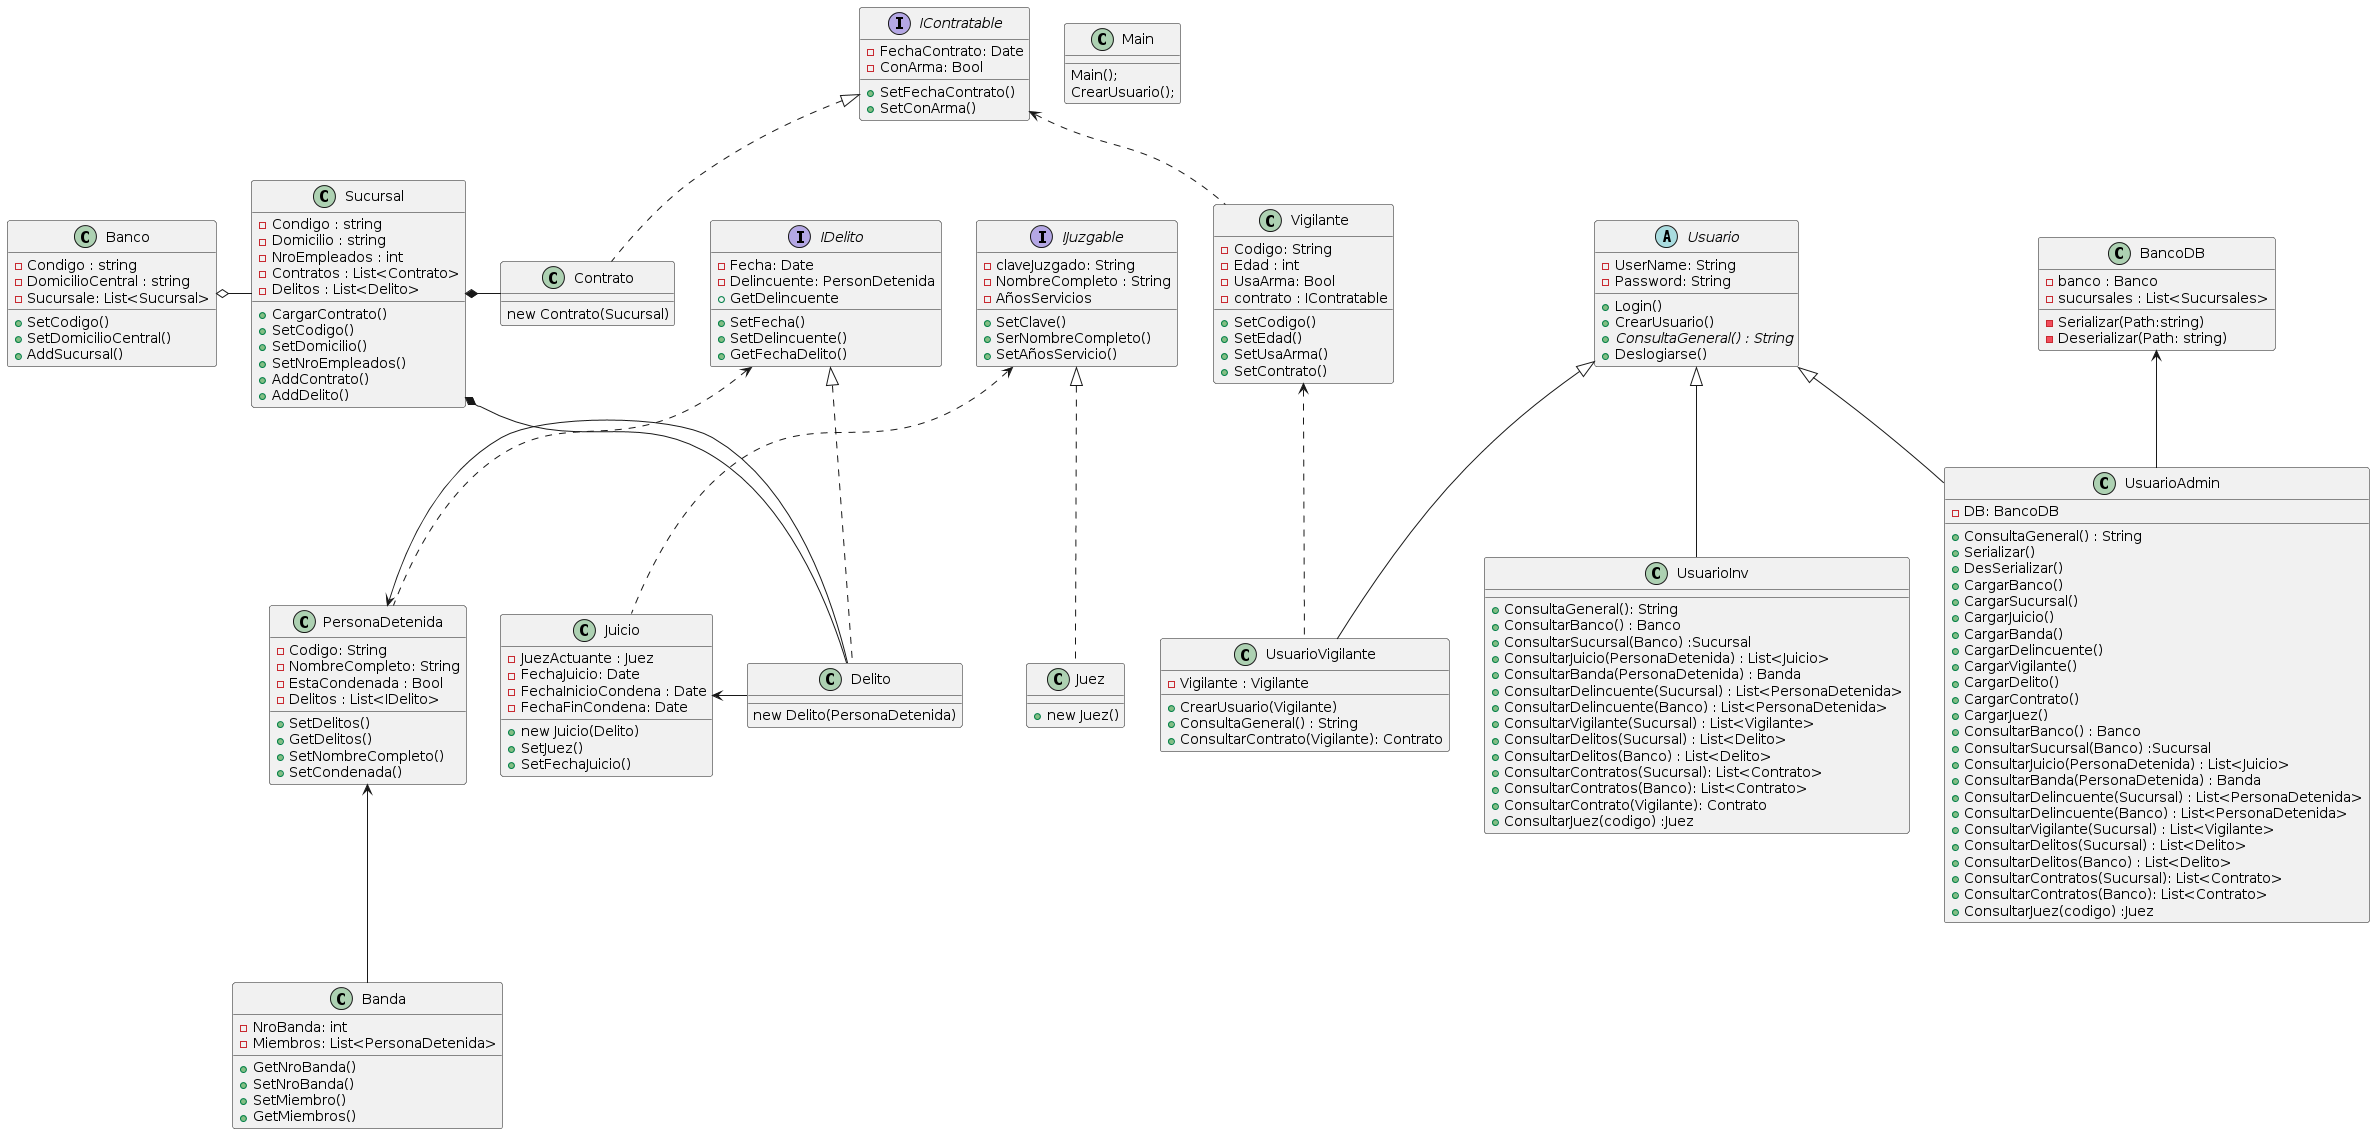 IContratable
FechaContrato: Date
ConArma: Bool
SetFechaContrato()
SetConArma()
Main
Main();
CrearUsuario();
Banco
Condigo : string
DomicilioCentral : string
Sucursale: List<Sucursal>
SetCodigo()
SetDomicilioCentral()
AddSucursal()
Sucursal
Condigo : string
Domicilio : string
NroEmpleados : int
Contratos : List<Contrato>
Delitos : List<Delito>
CargarContrato()
SetCodigo()
SetDomicilio()
SetNroEmpleados()
AddContrato()
AddDelito()
Contrato
new Contrato(Sucursal)
IDelito
Fecha: Date
Delincuente: PersonDetenida
GetDelincuente
SetFecha()
SetDelincuente()
GetFechaDelito()
IJuzgable
claveJuzgado: String
NombreCompleto : String
AñosServicios
SetClave()
SerNombreCompleto()
SetAñosServicio()
Vigilante
Codigo: String
Edad : int
UsaArma: Bool
contrato : IContratable
SetCodigo()
SetEdad()
SetUsaArma()
SetContrato()
Usuario
UserName: String
Password: String
Login()
CrearUsuario()
ConsultaGeneral() : String
Deslogiarse()
BancoDB
banco : Banco
sucursales : List<Sucursales>
Serializar(Path:string)
Deserializar(Path: string)
PersonaDetenida
Codigo: String
NombreCompleto: String
EstaCondenada : Bool
Delitos : List<IDelito>
SetDelitos()
GetDelitos()
SetNombreCompleto()
SetCondenada()
Juicio
JuezActuante : Juez
FechaJuicio: Date
FechaInicioCondena : Date
FechaFinCondena: Date
new Juicio(Delito)
SetJuez()
SetFechaJuicio()
Delito
new Delito(PersonaDetenida)
Juez
new Juez()
UsuarioVigilante
Vigilante : Vigilante
CrearUsuario(Vigilante)
ConsultaGeneral() : String
ConsultarContrato(Vigilante): Contrato
UsuarioInv
ConsultaGeneral(): String
ConsultarBanco() : Banco
ConsultarSucursal(Banco) :Sucursal
ConsultarJuicio(PersonaDetenida) : List<Juicio>
ConsultarBanda(PersonaDetenida) : Banda
ConsultarDelincuente(Sucursal) : List<PersonaDetenida>
ConsultarDelincuente(Banco) : List<PersonaDetenida>
ConsultarVigilante(Sucursal) : List<Vigilante>
ConsultarDelitos(Sucursal) : List<Delito>
ConsultarDelitos(Banco) : List<Delito>
ConsultarContratos(Sucursal): List<Contrato>
ConsultarContratos(Banco): List<Contrato>
ConsultarContrato(Vigilante): Contrato
ConsultarJuez(codigo) :Juez
UsuarioAdmin
DB: BancoDB
ConsultaGeneral() : String
Serializar()
DesSerializar()
CargarBanco()
CargarSucursal()
CargarJuicio()
CargarBanda()
CargarDelincuente()
CargarVigilante()
CargarDelito()
CargarContrato()
CargarJuez()
ConsultarBanco() : Banco
ConsultarSucursal(Banco) :Sucursal
ConsultarJuicio(PersonaDetenida) : List<Juicio>
ConsultarBanda(PersonaDetenida) : Banda
ConsultarDelincuente(Sucursal) : List<PersonaDetenida>
ConsultarDelincuente(Banco) : List<PersonaDetenida>
ConsultarVigilante(Sucursal) : List<Vigilante>
ConsultarDelitos(Sucursal) : List<Delito>
ConsultarDelitos(Banco) : List<Delito>
ConsultarContratos(Sucursal): List<Contrato>
ConsultarContratos(Banco): List<Contrato>
ConsultarJuez(codigo) :Juez
Banda
NroBanda: int
Miembros: List<PersonaDetenida>
GetNroBanda()
SetNroBanda()
SetMiembro()
GetMiembros()